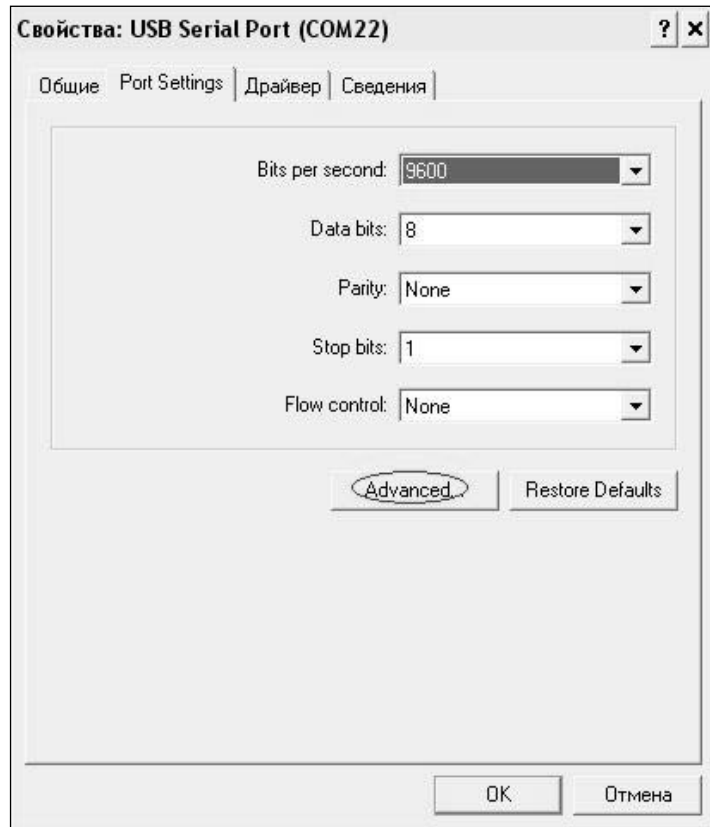 Свойства: USB Serial Port (COM22)
Общие Port Settings Драйвер Сведения
Bits per second: 9600
Data bits: 8
Parity: None
Stop bits: 1
Flow control: None
Advanced. Restore Defaults
OK Отмена